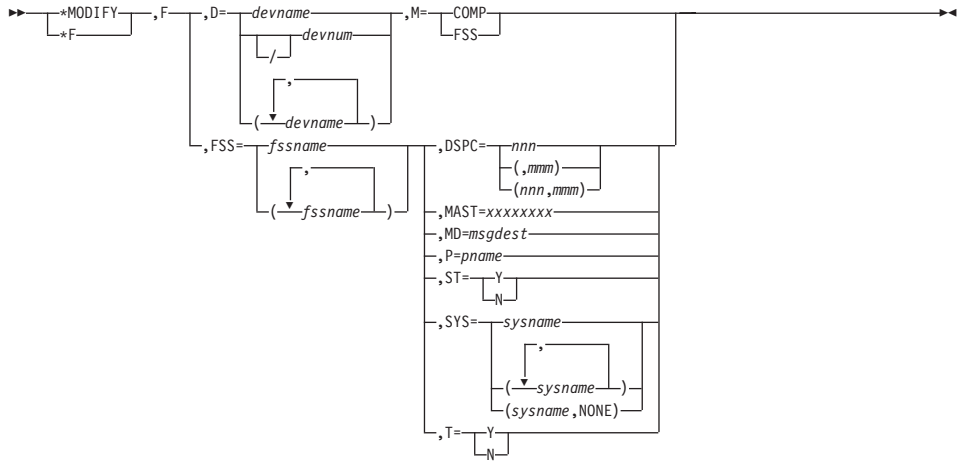 *MODIFY ,F ,D= devname ,M= COMP
*F devnum FSS
/
,
( devname )
,FSS= fssname ,DSPC= nnn
, (,mmm)
( fssname ) (nnn,mmm)
,MAST=xxxxxxxx
,MD=msgdest
,P=pname
,ST= Y
N
,SYS= sysname
,
( sysname )
(sysname,NONE)
,T= Y
N